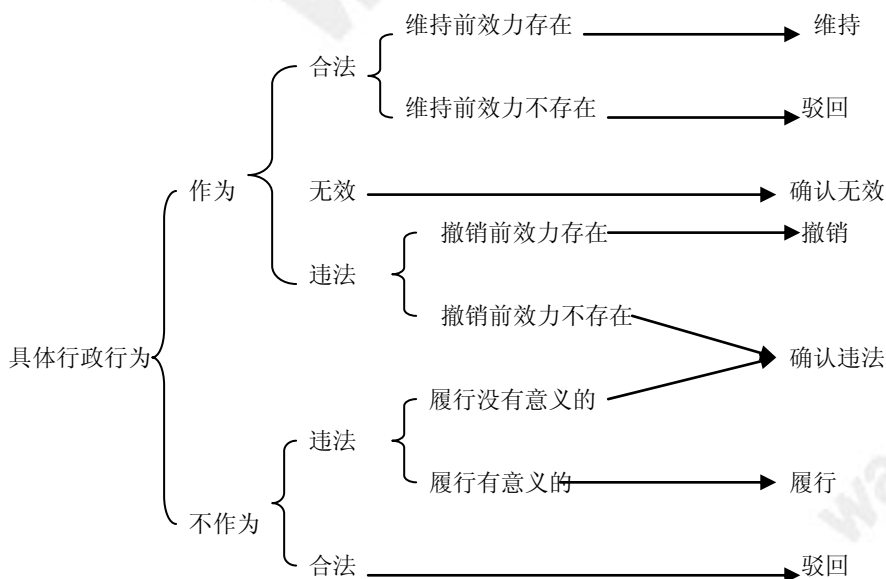 维持前效力存在 维持
合法
维持前效力不存在 驳回
作为 无效 确认无效
撤销前效力存在 撤销
违法
撤销前效力不存在
具体行政行为 确认违法
履行没有意义的
违法
履行有意义的 履行
不作为
合法 驳回